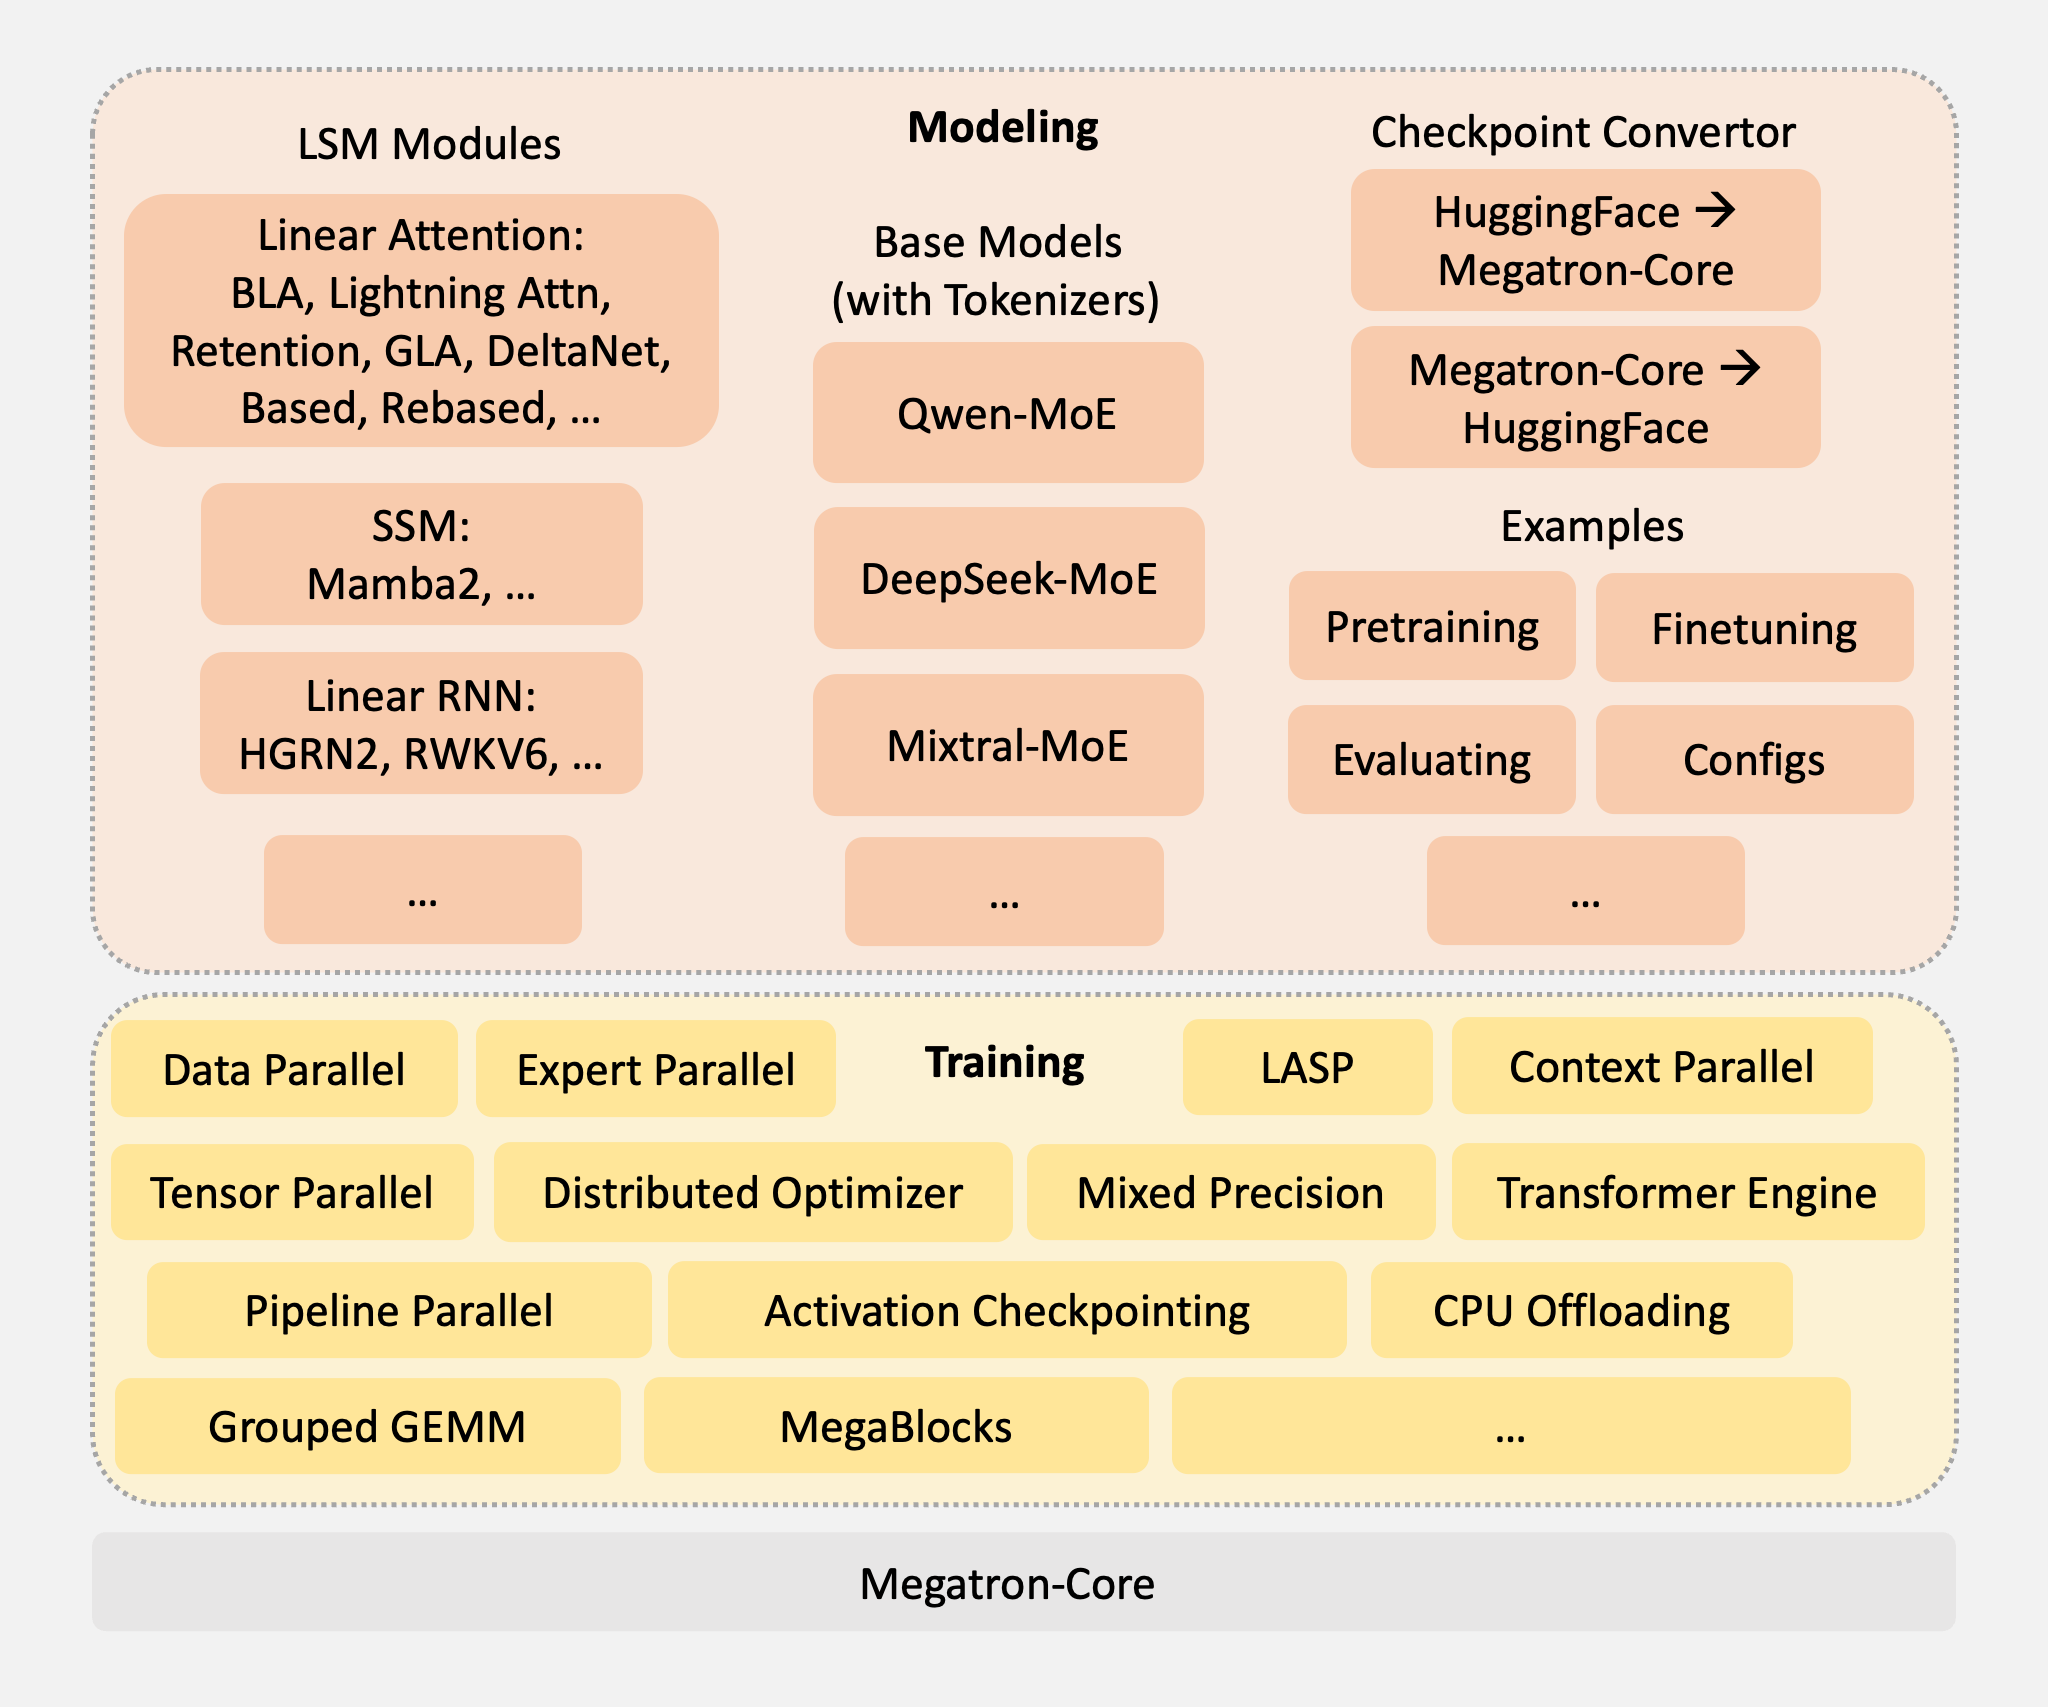 Modeling
LSM Modules
Linear Attention:
BLA, Lightning Attn,
Retention, GLA, DeltaNet,
Based, Rebased, ...
SSM:
Mamba2, ...
Linear RNN:
HGRN2, RWKV6, ...
...
Base Models
(with Tokenizers)
Qwen-MoE
DeepSeek-MoE
Mixtral-MoE
...
Checkpoint Convertor
HuggingFace →
Megatron-Core
Megatron-Core →
HuggingFace
Examples
Pretraining
Finetuning
Evaluating
Configs
...
Training
Data Parallel
Expert Parallel
LASP
Context Parallel
Tensor Parallel
Distributed Optimizer
Mixed Precision
Transformer Engine
Pipeline Parallel
Activation Checkpointing
CPU Offloading
Grouped GEMM
MegaBlocks
...
Megatron-Core